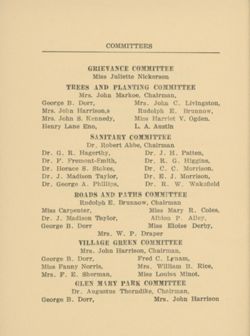 COMMITTEES
GRIEVANCE COMMITTEE
Miss Juliette Nickerson
TREES AND PLANTING COMMITTEE
Mrs. John Markoe, Chairman,
George B. Dorr, Mrs. John C. Livingston,
Mrs. John Harrison,s Rudolph E. Brunnow,
Mrs. John S. Kennedy, Miss Harriet V. Ogden.
Henry Lane Eno, L. A. Austin
SANITARY COMMITTEE
Dr. Robert Abbe, Chairman
Dr. G. R. Hagerthy, Dr. J. H. Patten,
Dr. F. Fremont-Smith, Dr. R. G. Higgins,
Dr. Horace S. Stokes, Dr. C. C. Morrison,
Dr. J. Madison Taylor, Dr. E. J. Morrison,
Dr. George A. Phillips, Dr. R. W. Wakefield
ROADS AND PATHS COMMITTEE
Rudolph E. Brunnow, Chairman
Miss Carpenter, Miss Mary R. Coles,
Dr. J. Madison Taylor, Albion P. Alley,
George B. Dorr Miss Eloise Derby,
Mrs. W. P. Draper
VILLAGE GREEN COMMITTEE
Mrs. John Harrison, Chairman,
George B. Dorr, Fred C. Lynam,
Miss Fanny Norris, Mrs. William B. Rice,
Mrs. F. E. Sherman, Miss Louisa Minot.
GLEN MARY PARK COMMITTEE
Dr. Augustus Thorndike, Chairman,
George B. Dorr, Mrs. John Harrison